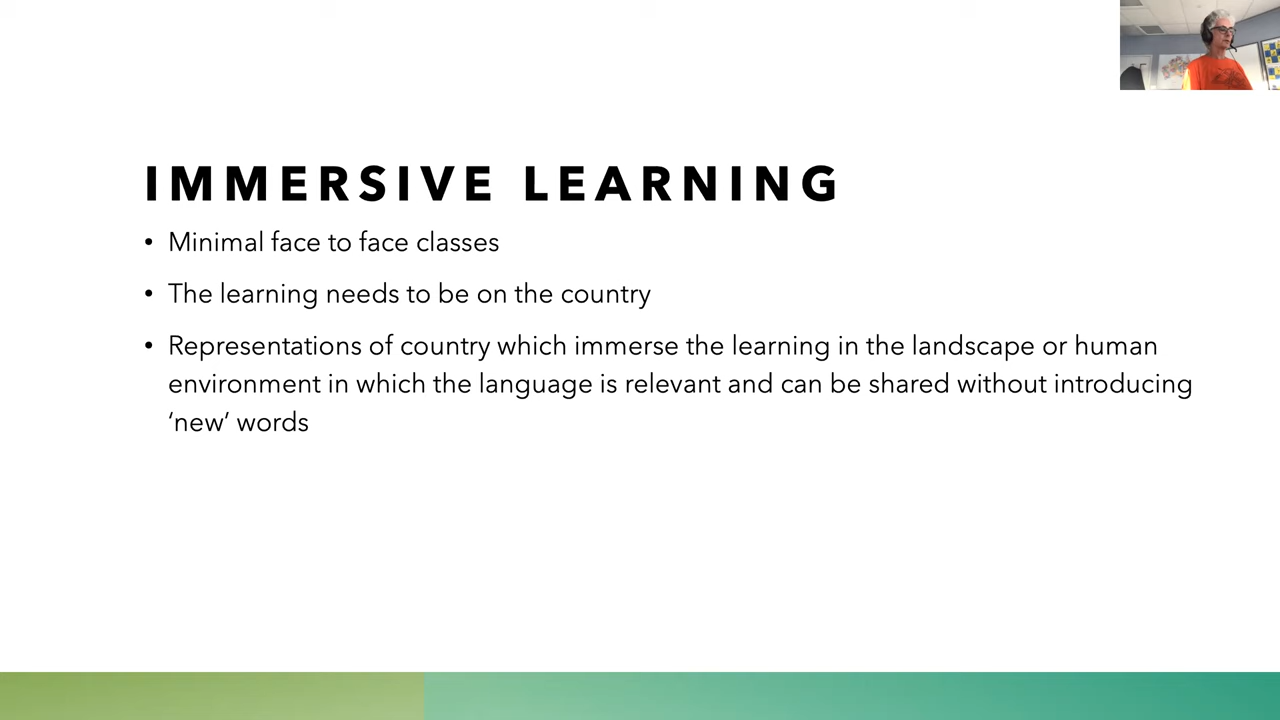 IMMERSIVE LEARNING
• Minimal face to face classes
• The learning needs to be on the country
• Representations of country which immerse the learning in the landscape or human
environment in which the language is relevant and can be shared without introducing
‘new’ words